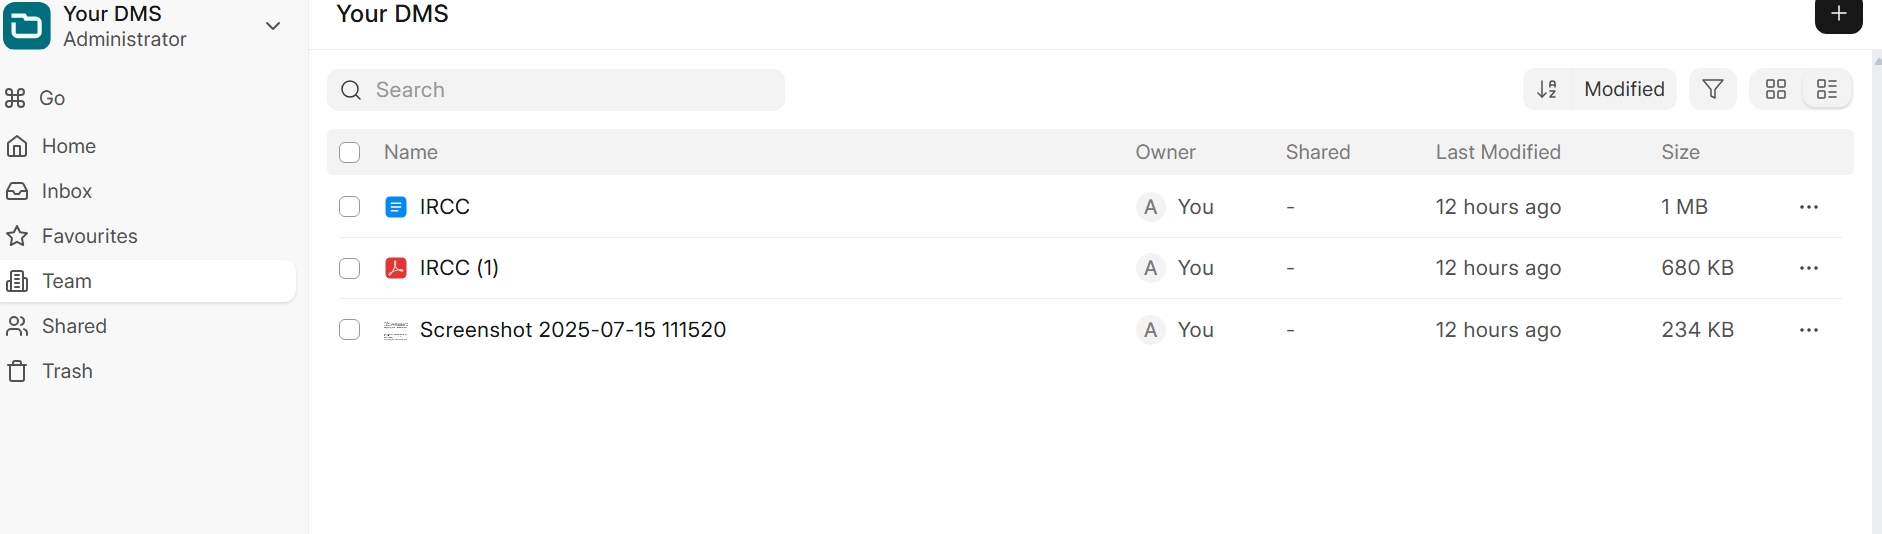 Your DMS
Administrator
Go
Home
Inbox
Favourites
Team
Shared
Trash
Your DMS
Search
Modified
Name Owner Shared Last Modified Size
IRCC A You - 12 hours ago 1 MB
IRCC (1) A You - 12 hours ago 680 KB
Screenshot 2025-07-15 111520 A You - 12 hours ago 234 KB